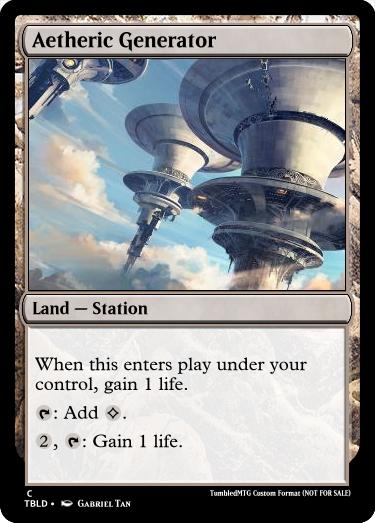 Aetheric Generator
Land — Station
When this enters play under your
control, gain 1 life.
: Add .
2, : Gain 1 life.
C
TBLD • Gabriel Tan
TumbledMTG Custom Format (NOT FOR SALE)